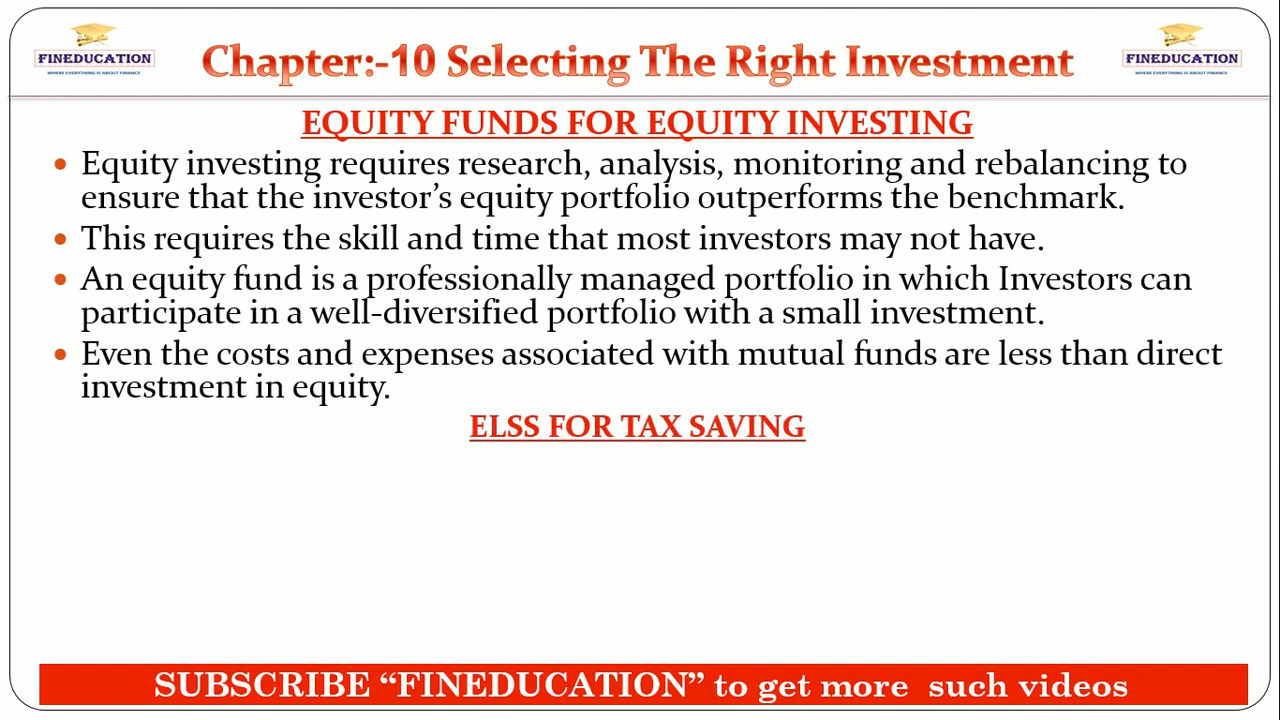 FINEDUCATION
WHERE EVERYTHING IS ABOUT FINANCE
Chapter:-10 Selecting The Right Investment
FINEDUCATION
WHERE EVERYTHING IS ABOUT FINANCE
EQUITY FUNDS FOR EQUITY INVESTING
• Equity investing requires research, analysis, monitoring and rebalancing to
ensure that the investor’s equity portfolio outperforms the benchmark.
• This requires the skill and time that most investors may not have.
• An equity fund is a professionally managed portfolio in which Investors can
participate in a well-diversified portfolio with a small investment.
• Even the costs and expenses associated with mutual funds are less than direct
investment in equity.
ELSS FOR TAX SAVING
SUBSCRIBE “FINEDUCATION” to get more such videos